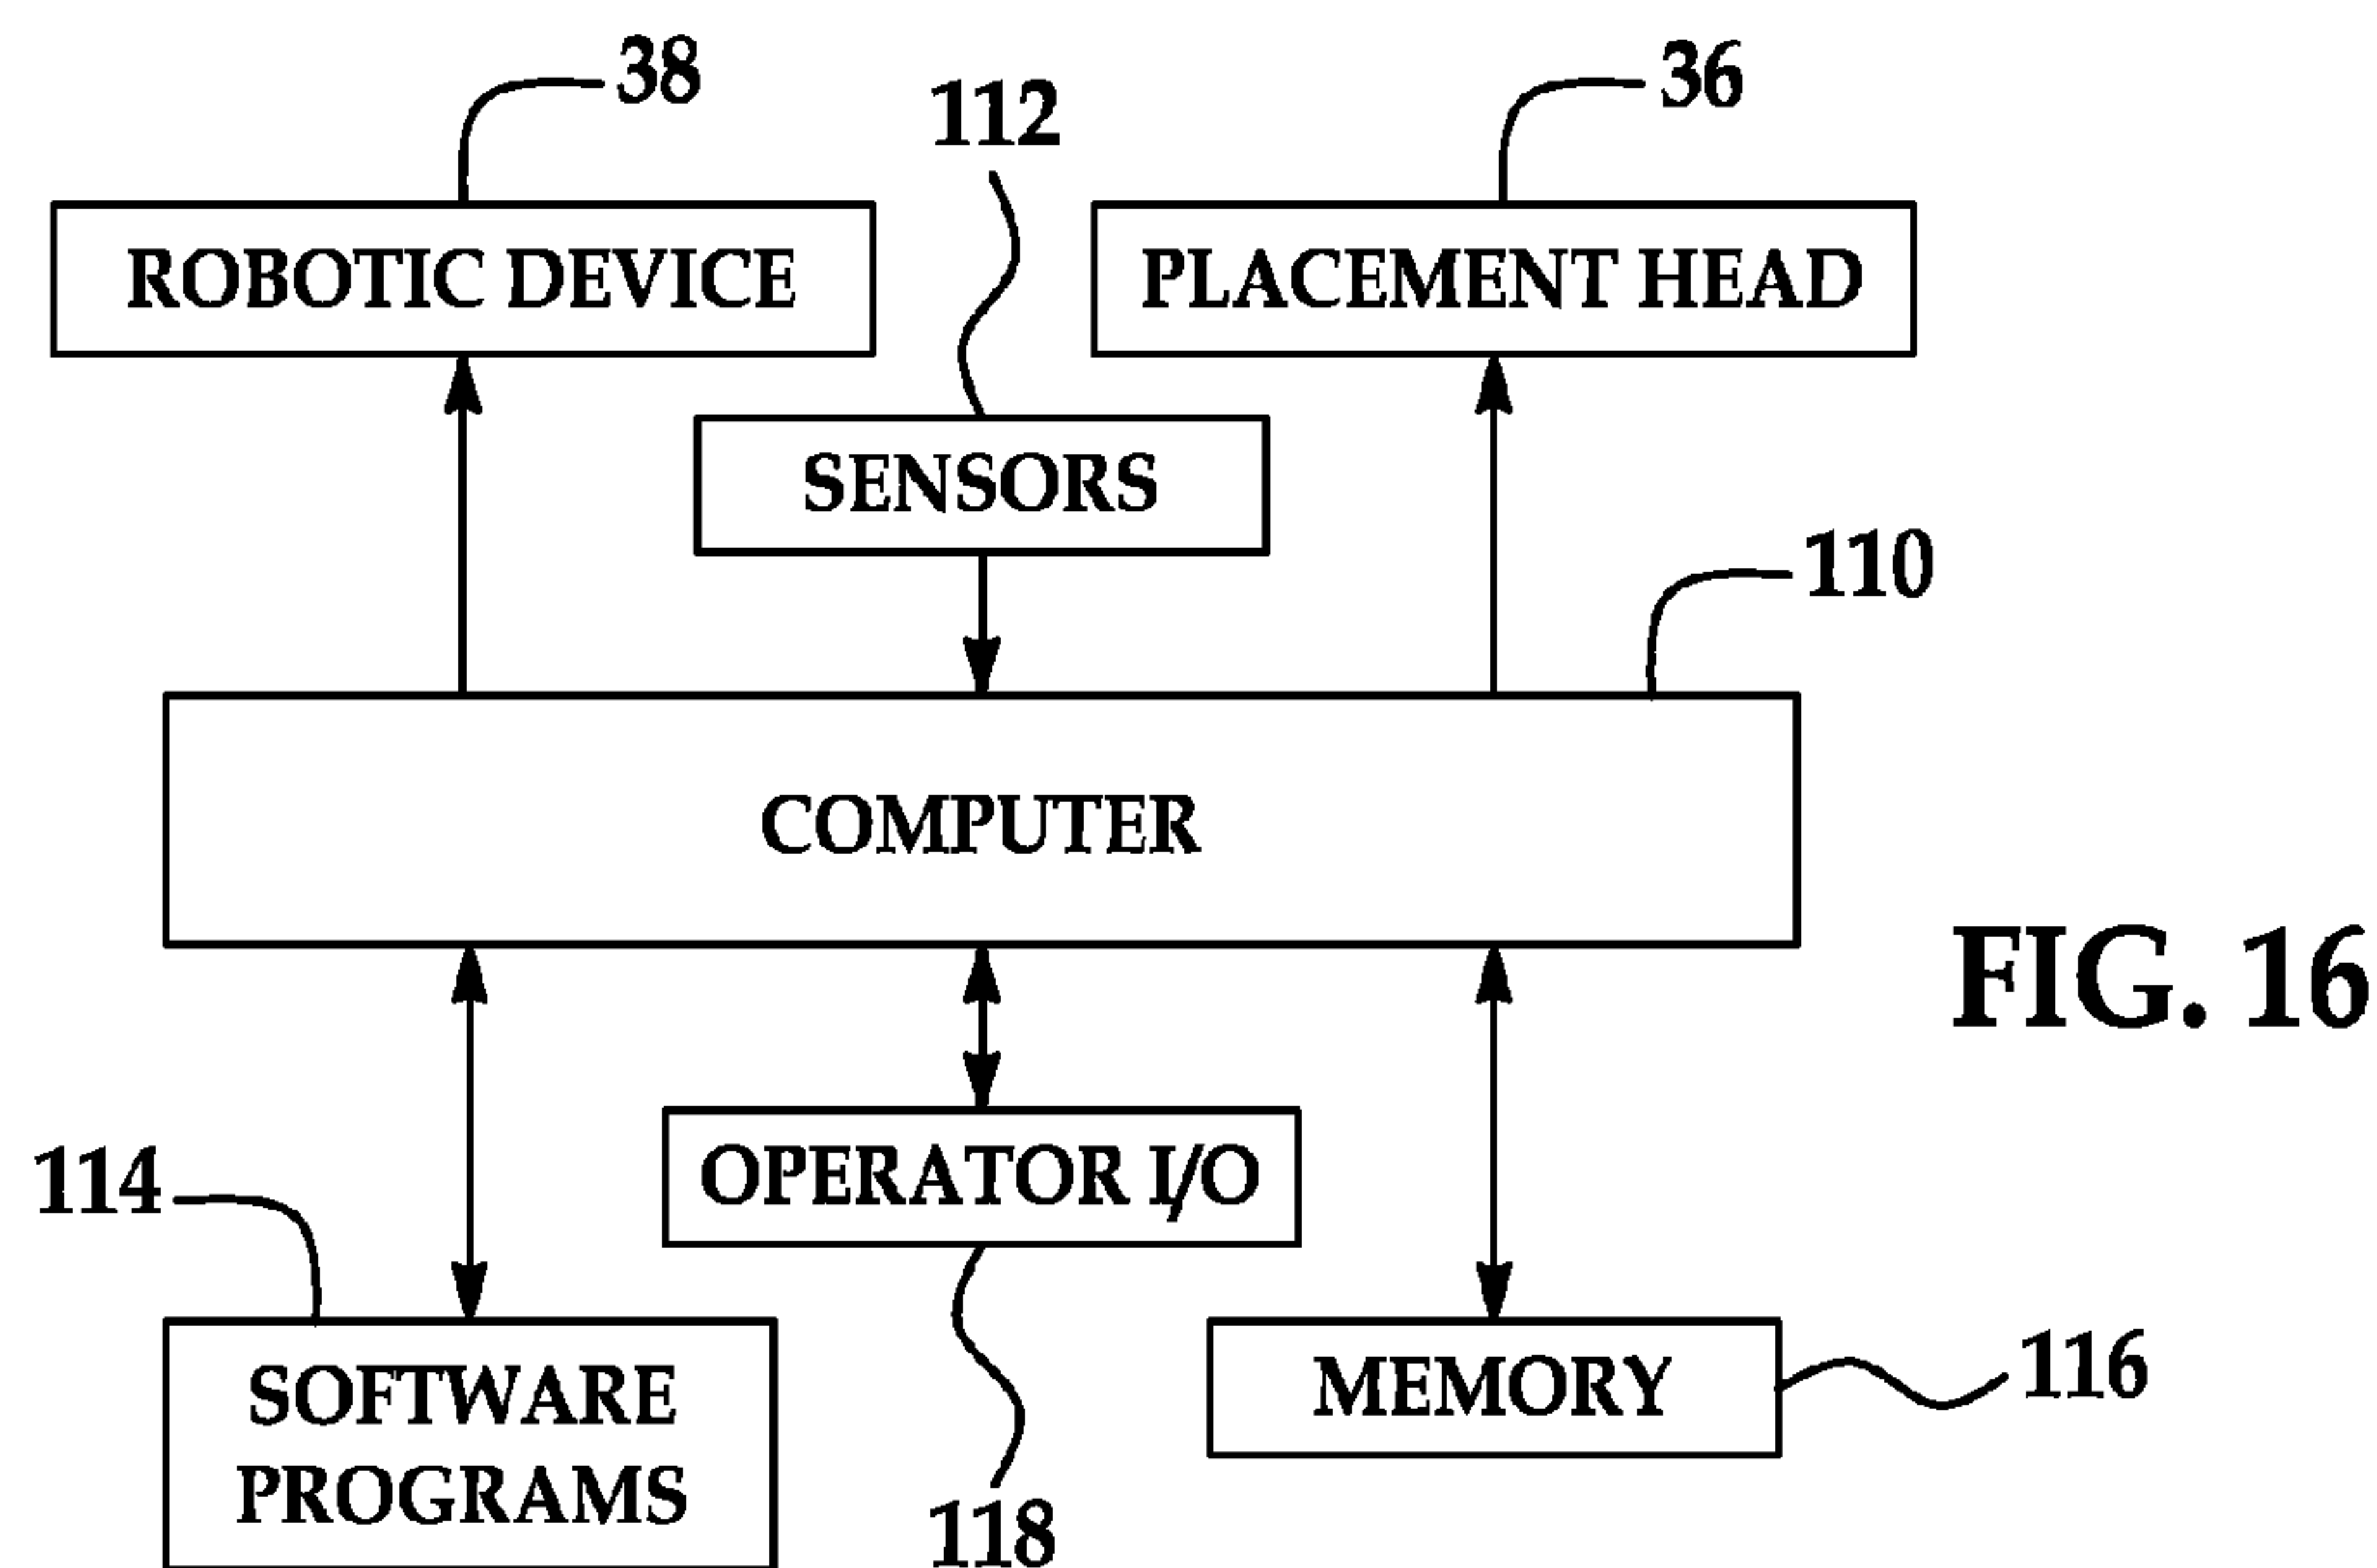 38
36
112
ROBOTIC DEVICE
PLACEMENT HEAD
SENSORS
110
COMPUTER
FIG. 16
114
OPERATOR I/O
116
SOFTWARE
PROGRAMS
MEMORY
118